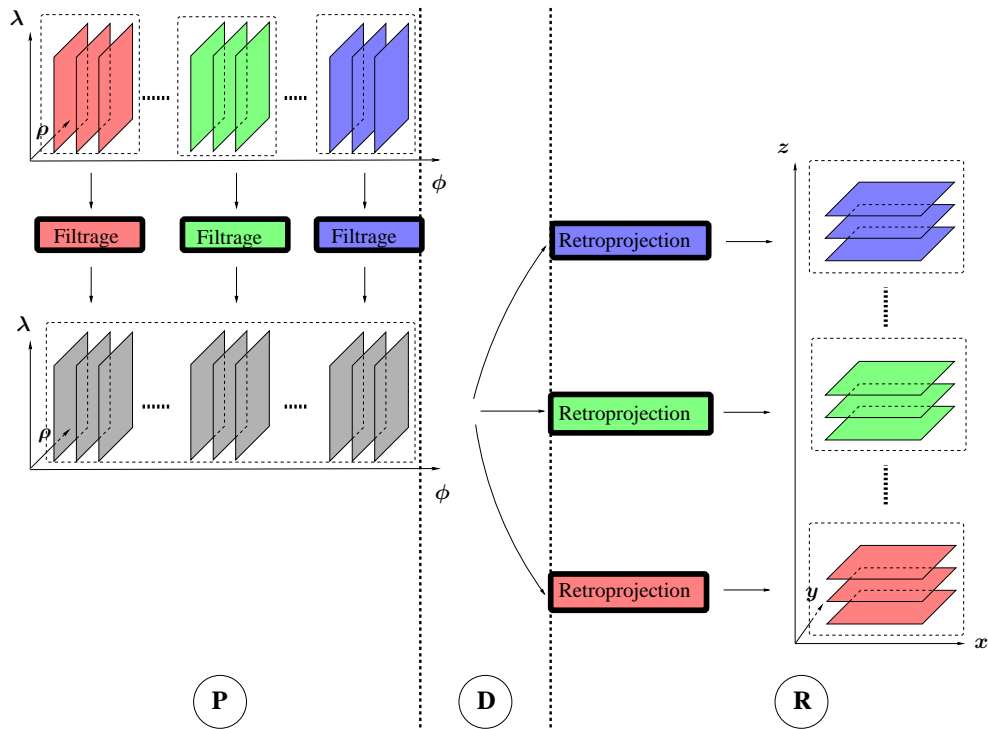 λ
ρ
ϕ
Filtrage
Filtrage
Filtrage
λ
ρ
ϕ
Retroprojection
Retroprojection
Retroprojection
z
y
x
P
D
R